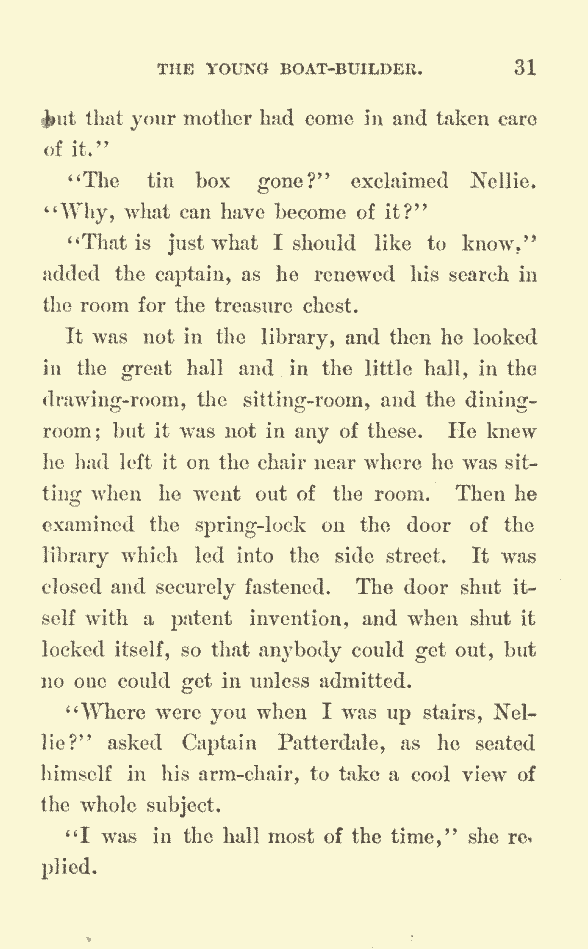 THE YOUNG BOAT-BUILDER. 31
but that your mother had come in and taken care
of it."
"The tin box gone?" exclaimed Nellie.
"Why, what can have become of it?"
"That is just what I should like to know,"
added the captain, as he renewed his search in
the room for the treasure chest.
It was not in the library, and then he looked
in the great hall and in the little hall, in the
drawing-room, the sitting-room, and the dining-
room; but it was not in any of these. He knew
he had left it on the chair near where he was sit-
ting when he went out of the room. Then he
examined the spring-lock on the door of the
library which led into the side street. It was
closed and securely fastened. The door shut it-
self with a patent invention, and when shut it
locked itself, so that anybody could get out, but
no one could get in unless admitted.
"Where were you when I was up stairs, Nel-
lie?" asked Captain Patterdale, as he seated
himself in his arm-chair, to take a cool view of
the whole subject.
"I was in the hall most of the time," she re-
plied.